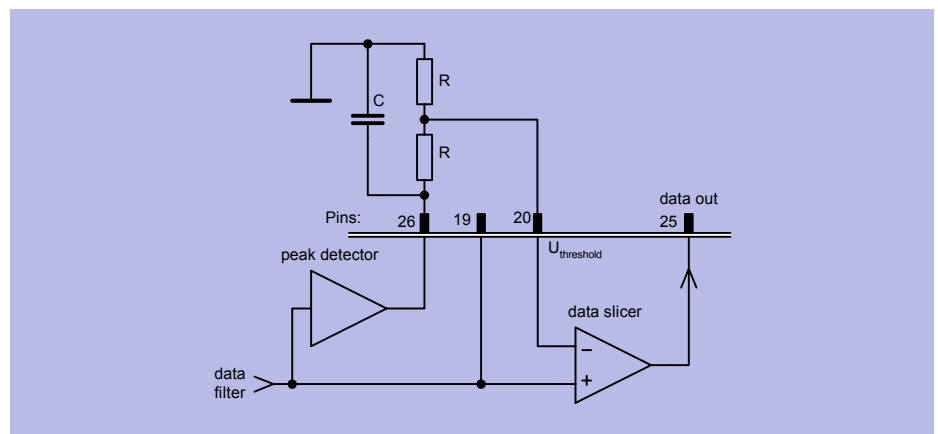 R
C
R
data out
Pins:
26
19
20
25
peak detector
Uthreshold
data slicer
−
+
data
filter